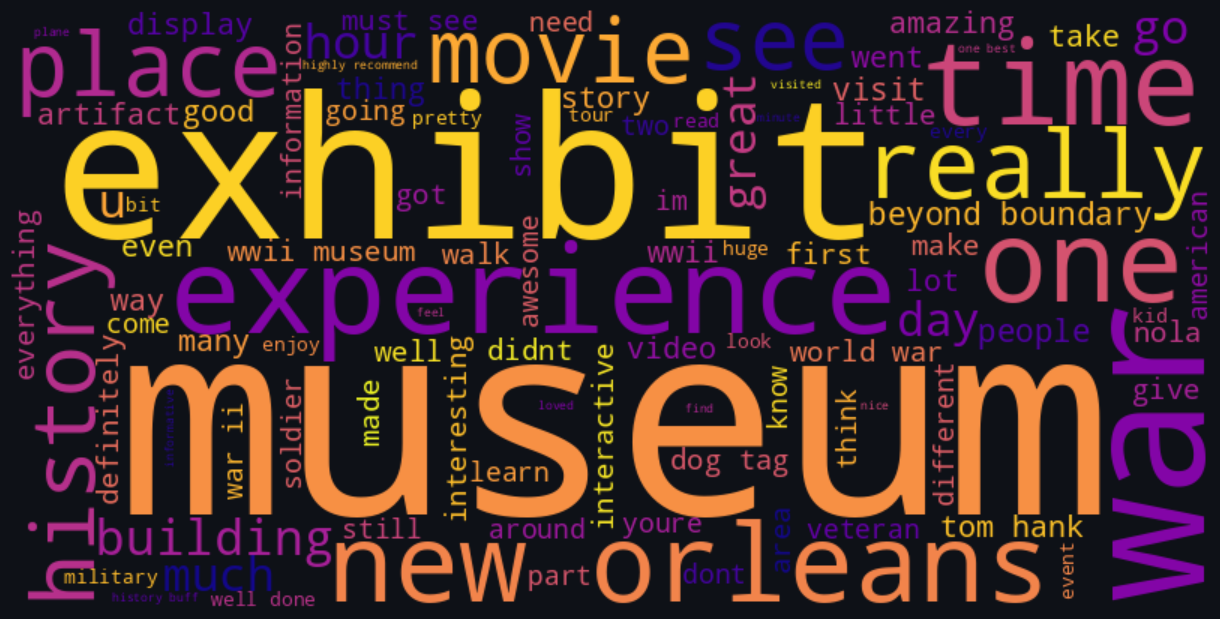 plane
display
must see
need
amazing
take
go
place
hour
movie
see
went
one best
time
highly recommend
information
thing
visited
visit
artifact
good
going
pretty
story
tour
two
read
minute
little
every
exhibit
show
great
really
u
bit
got
im
beyond boundary
even
wwii museum
walk
awesome
wwii
huge
first
make
one
american
everything
history
way
experience
feel
lot
day
people
kid
nola
come
many
enjoy
well
didnt
video
look
world war
war
definitely
museum
informative
war ii
soldier
made
interesting
learn
loved
interactive
find
dog tag
know
think
nice
different
give
building
still
around
youre
area
veteran
tom hank
military
much
new orleans
part
dont
event
history buff
well done